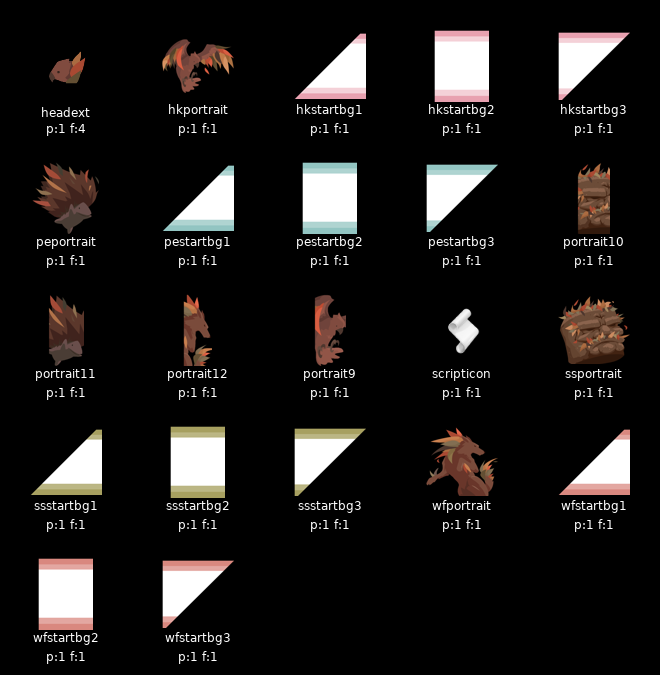 headext
p:1 f:4
hkportrait
p:1 f:1
hkstartbg1
p:1 f:1
hkstartbg2
p:1 f:1
hkstartbg3
p:1 f:1
peportrait
p:1 f:1
pestartbg1
p:1 f:1
pestartbg2
p:1 f:1
pestartbg3
p:1 f:1
portrait10
p:1 f:1
portrait11
p:1 f:1
portrait12
p:1 f:1
portrait9
p:1 f:1
scripticon
p:1 f:1
ssportrait
p:1 f:1
ssstartbg1
p:1 f:1
ssstartbg2
p:1 f:1
ssstartbg3
p:1 f:1
wfportrait
p:1 f:1
wfstartbg1
p:1 f:1
wfstartbg2
p:1 f:1
wfstartbg3
p:1 f:1